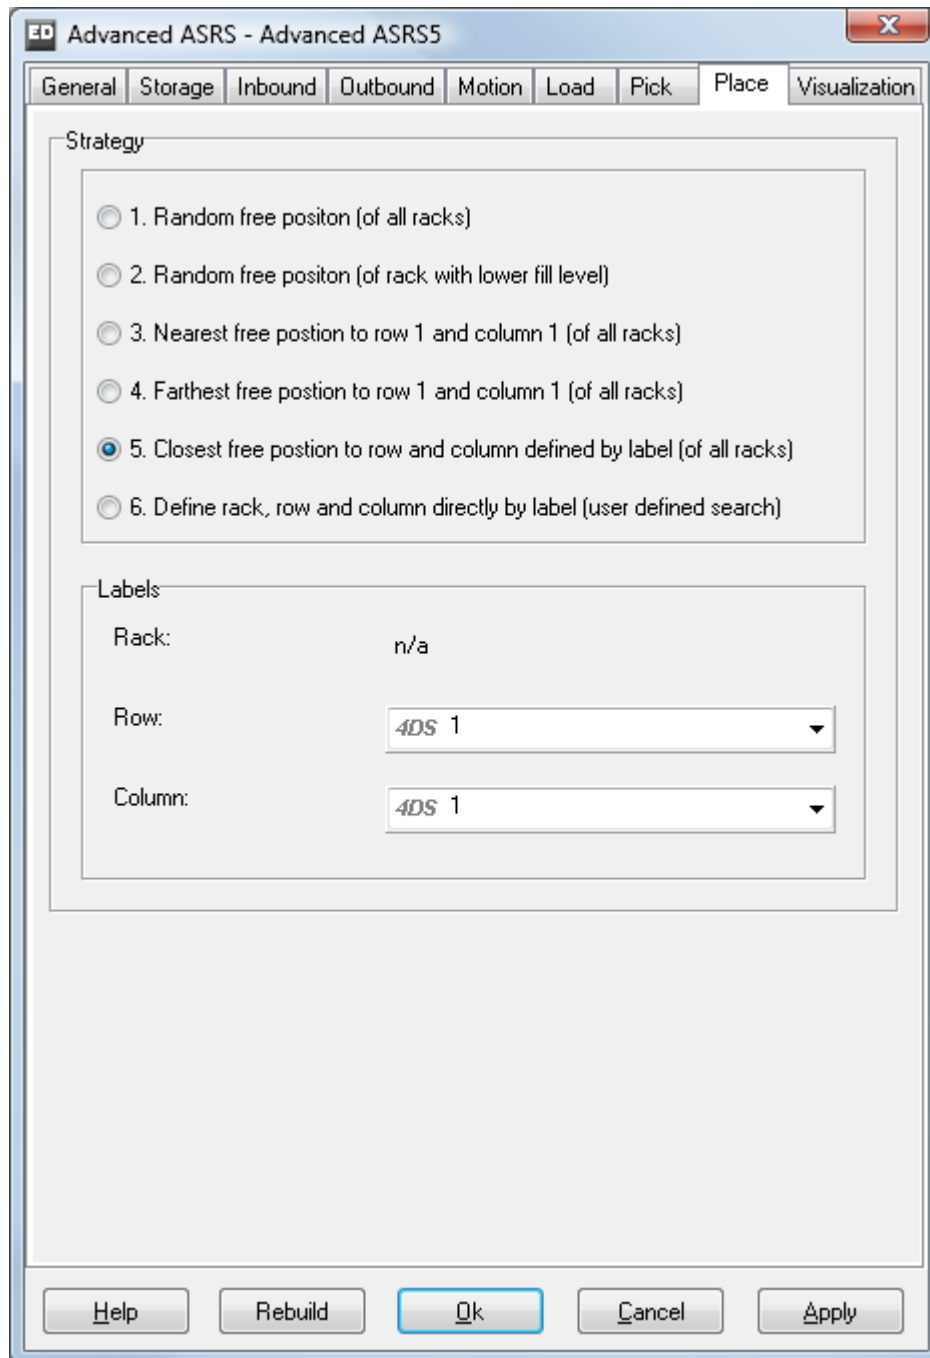 ED Advanced ASRS - Advanced ASRS5 X
General Storage Inbound Outbound Motion Load Pick Place Visualization
Strategy
1. Random free positon (of all racks)
2. Random free positon (of rack with lower fill level)
3. Nearest free postion to row 1 and column 1 (of all racks)
4. Farthest free postion to row 1 and column 1 (of all racks)
5. Closest free postion to row and column defined by label (of all racks)
6. Define rack, row and column directly by label (user defined search)
Labels
Rack: n/a
Row: 4DS 1
Column: 4DS 1
Help Rebuild Ok Cancel Apply